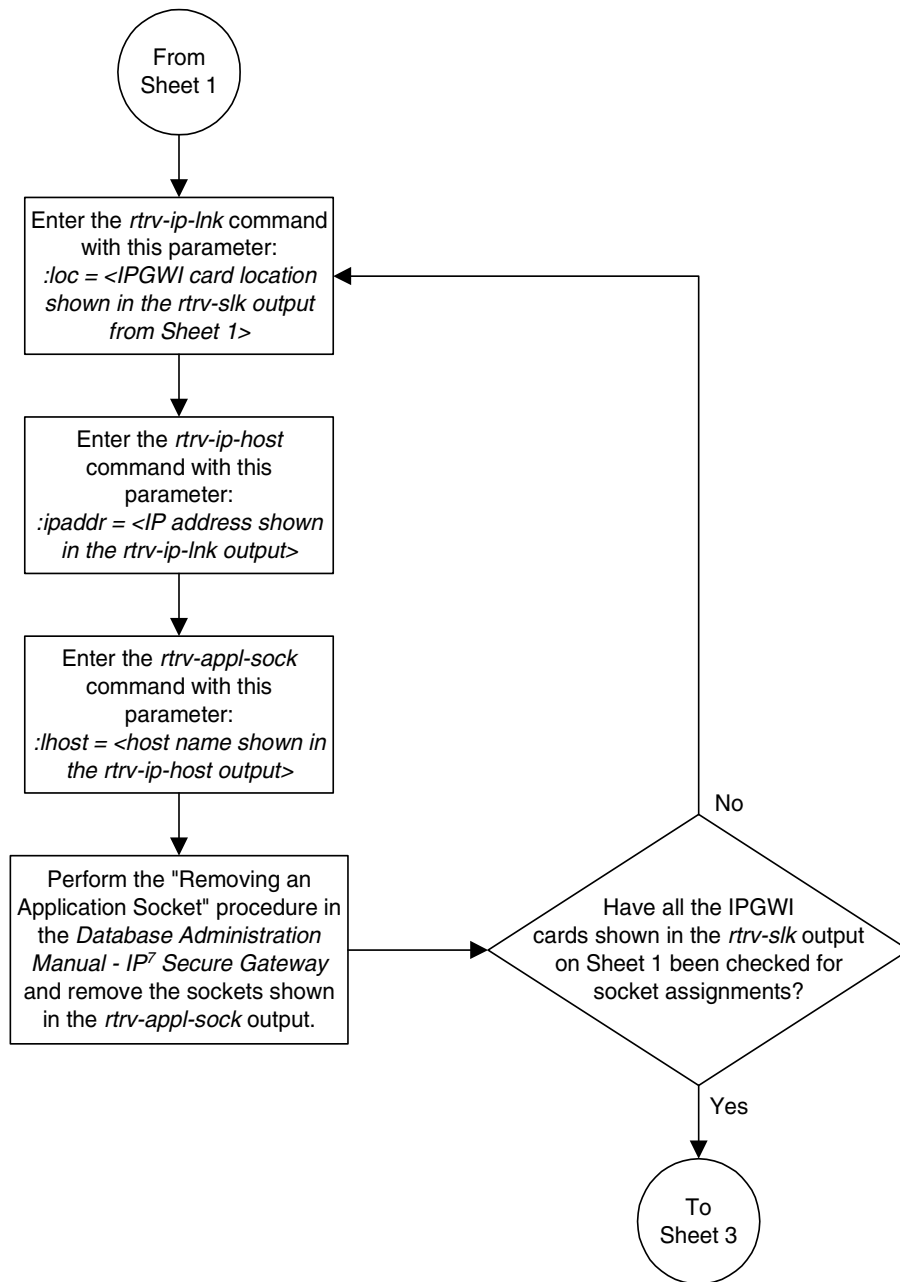 From
Sheet 1
Enter the rtrv-ip-lnk command
with this parameter:
:loc = <IPGWI card location
shown in the rtrv-slk output
from Sheet 1>
Enter the rtrv-ip-host
command with this
parameter:
:ipaddr = <IP address shown
in the rtrv-ip-lnk output>
Enter the rtrv-appl-sock
command with this
parameter:
:lhost = <host name shown in
the rtrv-ip-host output>
Perform the "Removing an
Application Socket" procedure in
the Database Administration
Manual - IP⁷ Secure Gateway
and remove the sockets shown
in the rtrv-appl-sock output.
No
Have all the IPGWI
cards shown in the rtrv-slk output
on Sheet 1 been checked for
socket assignments?
Yes
To
Sheet 3